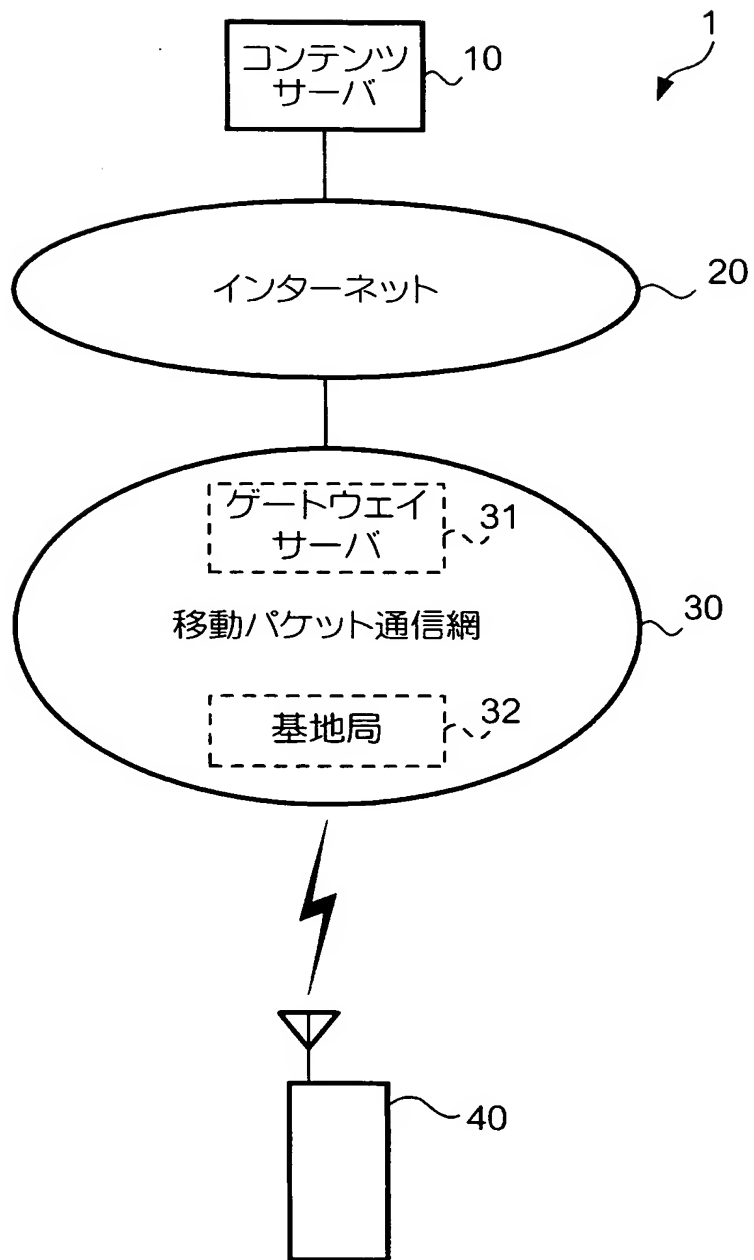 1
コンテンツ
サーバ
10
インターネット
20
ゲートウェイ
サーバ
31
移動パケット通信網
30
基地局
32
40